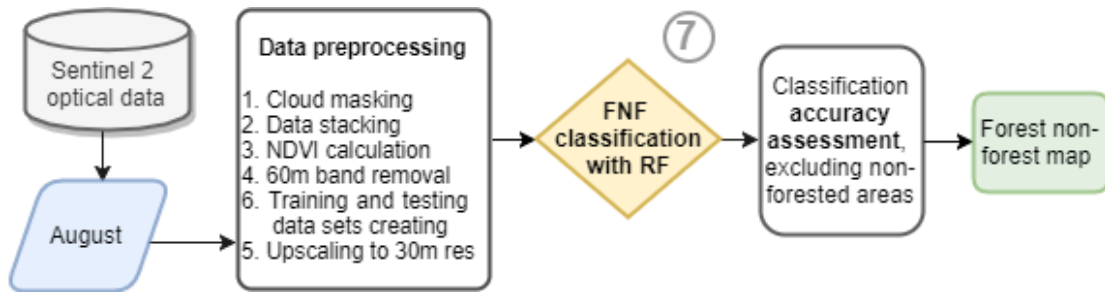 Sentinel 2
optical data
August
Data preprocessing
1. Cloud masking
2. Data stacking
3. NDVI calculation
4. 60m band removal
6. Training and testing
data sets creating
5. Upscaling to 30m res
7
FNF
classification
with RF
Classification
accuracy
assessment,
excluding non-
forested areas
Forest non-
forest map